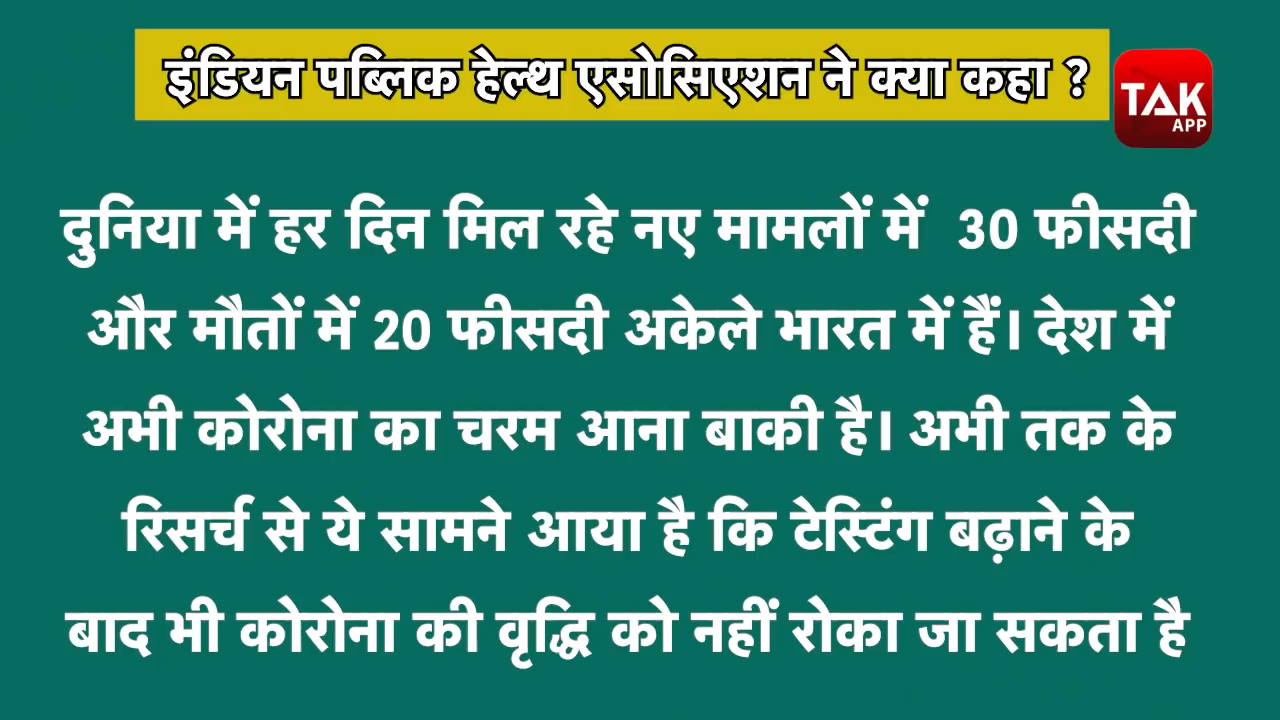 इंडियन पब्लिक हेल्थ एसोसिएशन ने क्या कहा ?
TAK
APP
दुनिया में हर दिन मिल रहे नए मामलों में 30 फीसदी
और मौतों में 20 फीसदी अकेले भारत में हैं। देश में
अभी कोरोना का चरम आना बाकी है। अभी तक के
रिसर्च से ये सामने आया है कि टेस्टिंग बढ़ाने के
बाद भी कोरोना की वृद्धि को नहीं रोका जा सकता है